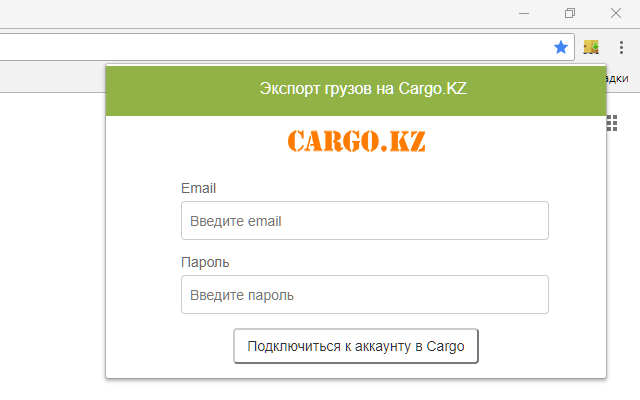 адки
Экспорт грузов на Cargo.KZ
CARGO.KZ
Email
Введите email
Пароль
Введите пароль
Подключиться к аккаунту в Cargo